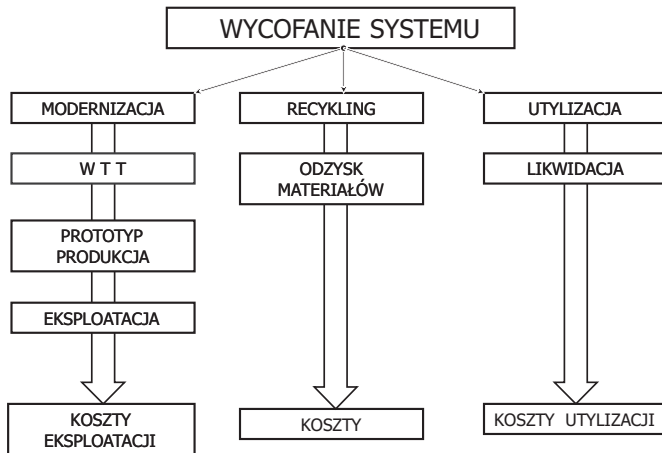 WYCOFANIE SYSTEMU
MODERNIZACJA
RECYKLING
UTYLIZACJA
W T T
ODZYSK
MATERIAŁÓW
LIKWIDACJA
PROTOTYP
PRODUKCJA
EKSPLOATACJA
KOSZTY
EKSPLOATACJI
KOSZTY
KOSZTY UTYLIZACJI